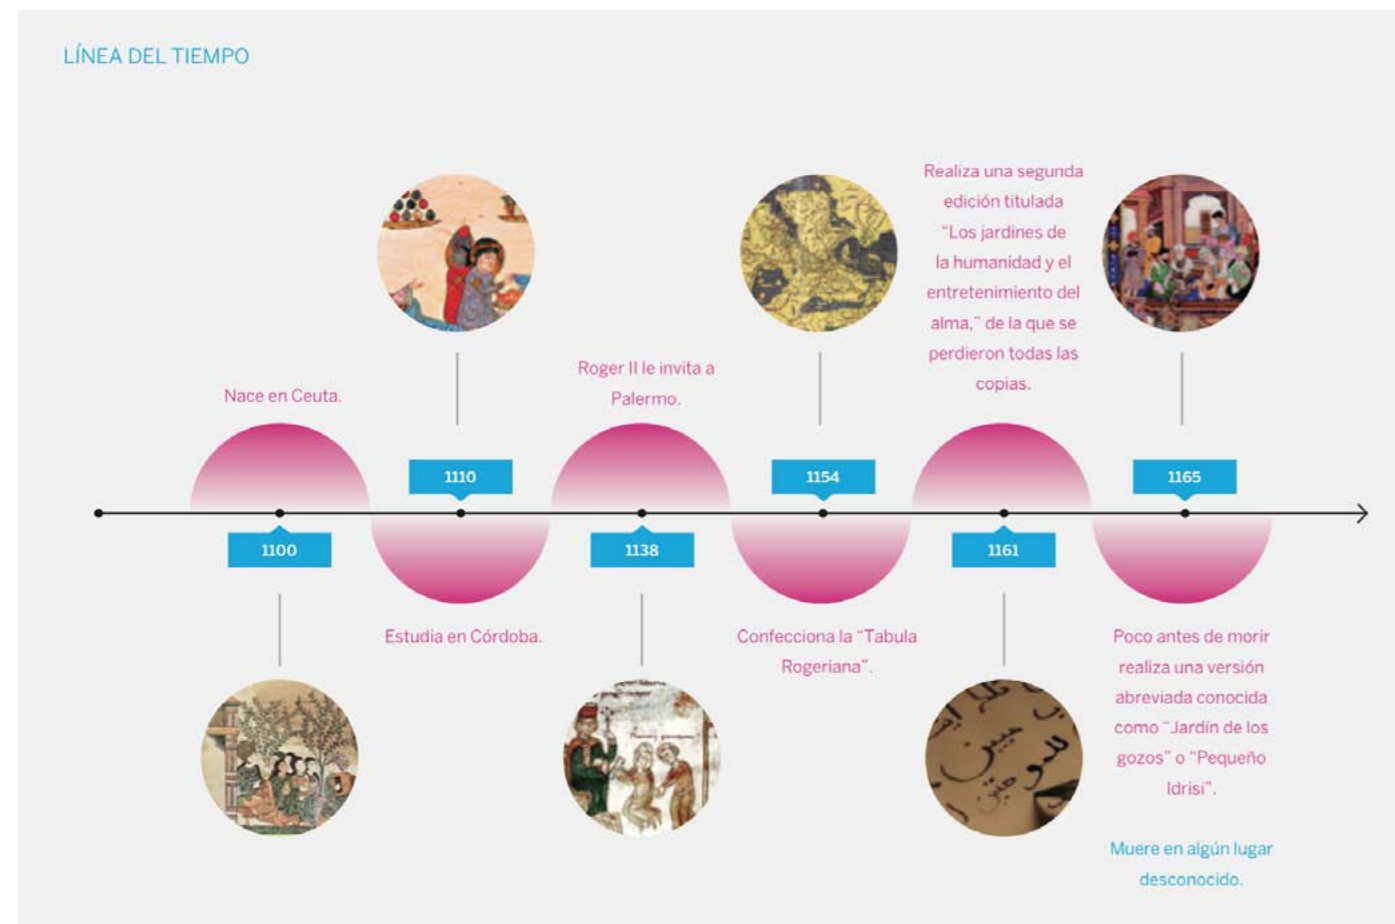 LÍNEA DEL TIEMPO
Nace en Ceuta.
1100
1110
Estudia en Córdoba.
Roger II le invita a
Palermo.
1138
1154
Confecciona la “Tabula
Rogeriana”.
Realiza una segunda
edición titulada
“Los jardines de
la humanidad y el
entretenimiento del
alma,” de la que se
perdieron todas las
copias.
1161
1165
Poco antes de morir
realiza una versión
abreviada conocida
como “Jardín de los
gozos” o “Pequeño
Idrisi”.
Muere en algún lugar
desconocido.